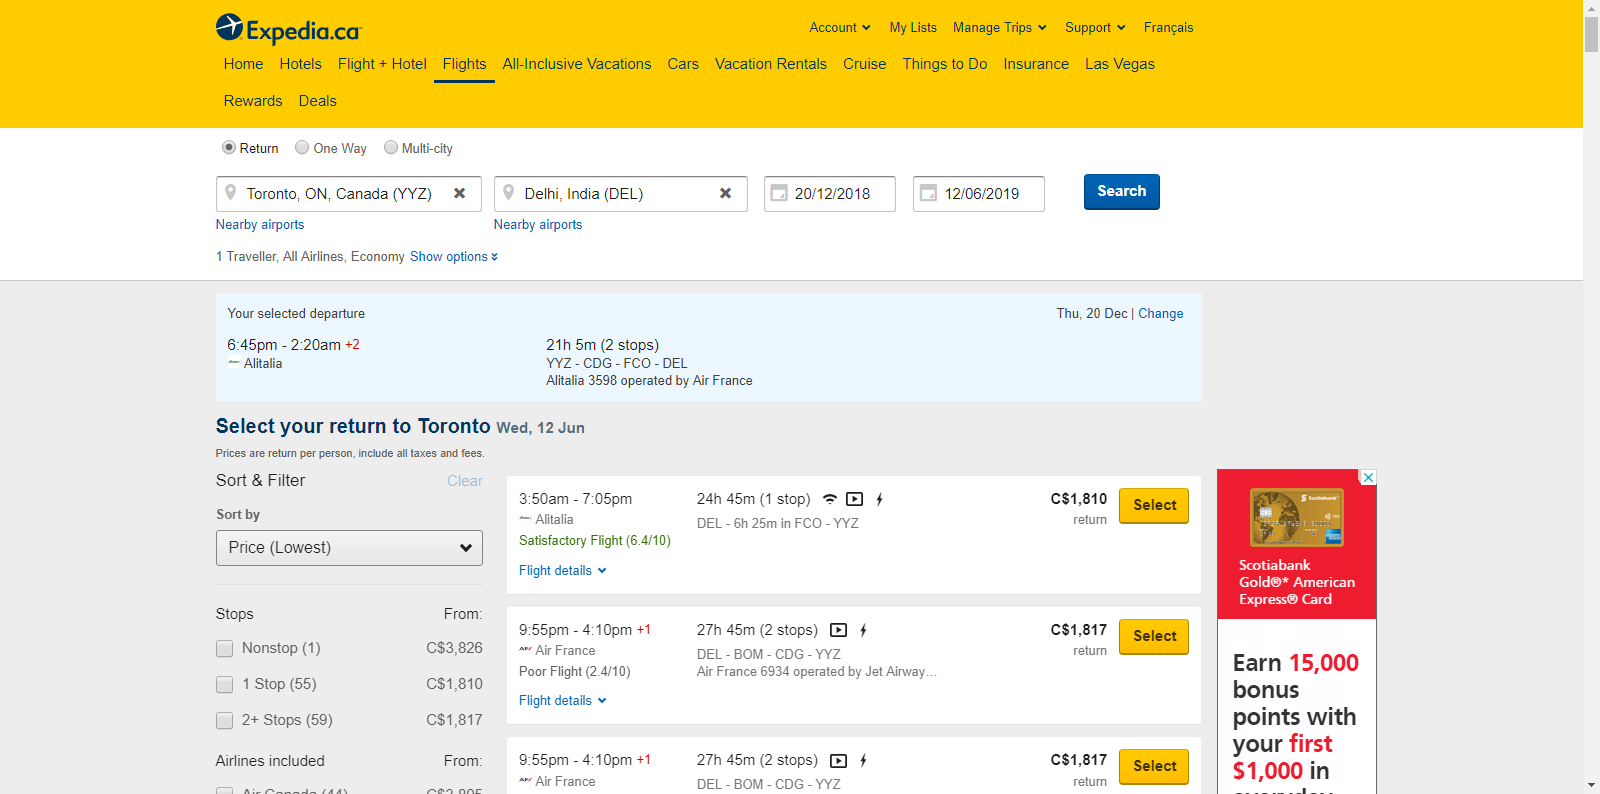 Expedia.ca
Account
My Lists
Manage Trips
Support
Français
Home
Hotels
Flight + Hotel
Flights
All-Inclusive Vacations
Cars
Vacation Rentals
Cruise
Things to Do
Insurance
Las Vegas
Rewards
Deals
Return
One Way
Multi-city
Toronto, ON, Canada (YYZ)
Delhi, India (DEL)
20/12/2018
12/06/2019
Search
Nearby airports
Nearby airports
1 Traveller, All Airlines, Economy Show options
Your selected departure
Thu, 20 Dec | Change
6:45pm - 2:20am +2
21h 5m (2 stops)
Alitalia
YYZ - CDG - FCO - DEL
Alitalia 3598 operated by Air France
Select your return to Toronto Wed, 12 Jun
Prices are return per person, include all taxes and fees.
Sort & Filter
Clear
Sort by
Price (Lowest)
Stops
From:
Nonstop (1)
C$3,826
1 Stop (55)
C$1,810
2+ Stops (59)
C$1,817
Airlines included
From:
Air Canada (44)
3:50am - 7:05pm
24h 45m (1 stop)
C$1,810
Select
Alitalia
DEL - 6h 25m in FCO - YYZ
return
Satisfactory Flight (6.4/10)
Flight details
9:55pm - 4:10pm +1
27h 45m (2 stops)
C$1,817
Select
Air France
DEL - BOM - CDG - YYZ
return
Poor Flight (2.4/10)
Air France 6934 operated by Jet Airway...
Flight details
9:55pm - 4:10pm +1
27h 45m (2 stops)
C$1,817
Select
Air France
DEL - BOM - CDG - YYZ
return
Scotiabank
Scotiabank
Gold®* American
Express® Card
Earn 15,000
bonus
points with
your first
$1,000 in